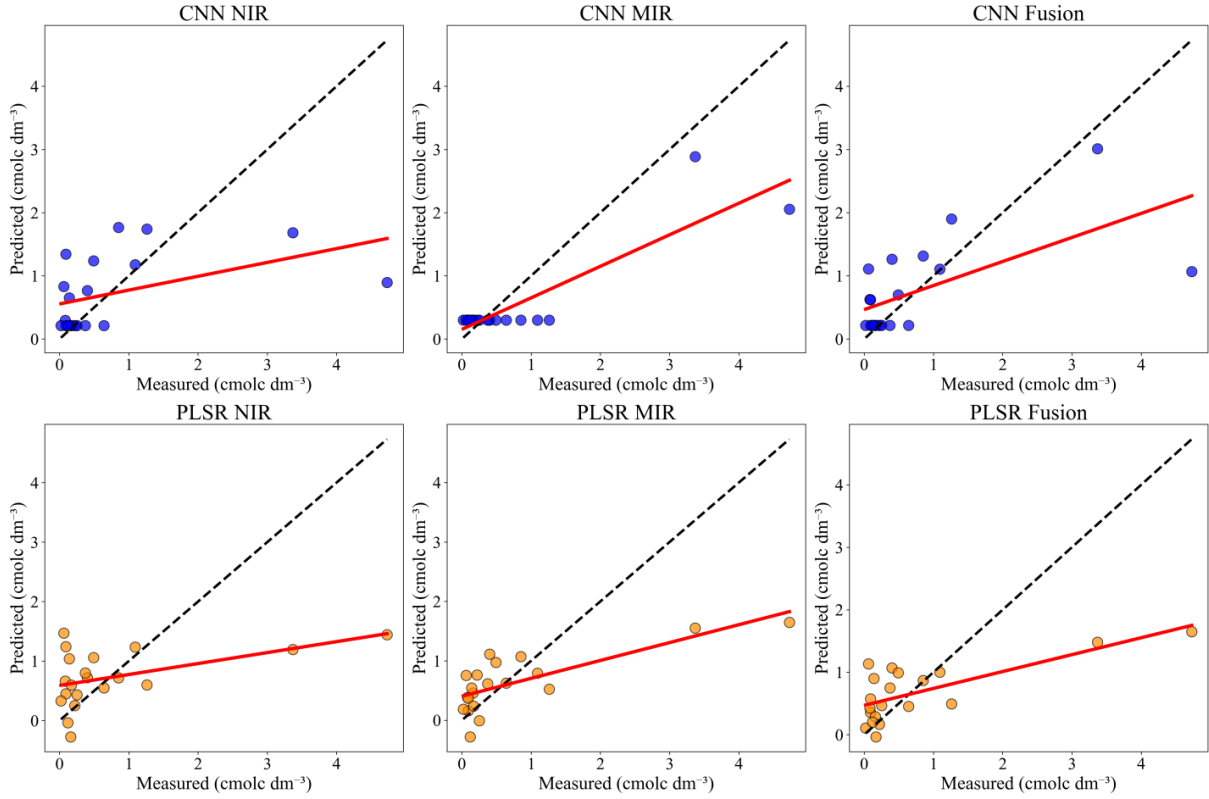 CNN NIR
CNN MIR
CNN Fusion
Predicted (cmolc dm⁻³)
4
3
2
1
0
0 1 2 3 4
Measured (cmolc dm⁻³)
Predicted (cmolc dm⁻³)
4
3
2
1
0
0 1 2 3 4
Measured (cmolc dm⁻³)
Predicted (cmolc dm⁻³)
4
3
2
1
0
0 1 2 3 4
Measured (cmolc dm⁻³)
PLSR NIR
PLSR MIR
PLSR Fusion
Predicted (cmolc dm⁻³)
4
3
2
1
0
0 1 2 3 4
Measured (cmolc dm⁻³)
Predicted (cmolc dm⁻³)
4
3
2
1
0
0 1 2 3 4
Measured (cmolc dm⁻³)
Predicted (cmolc dm⁻³)
4
3
2
1
0
0 1 2 3 4
Measured (cmolc dm⁻³)